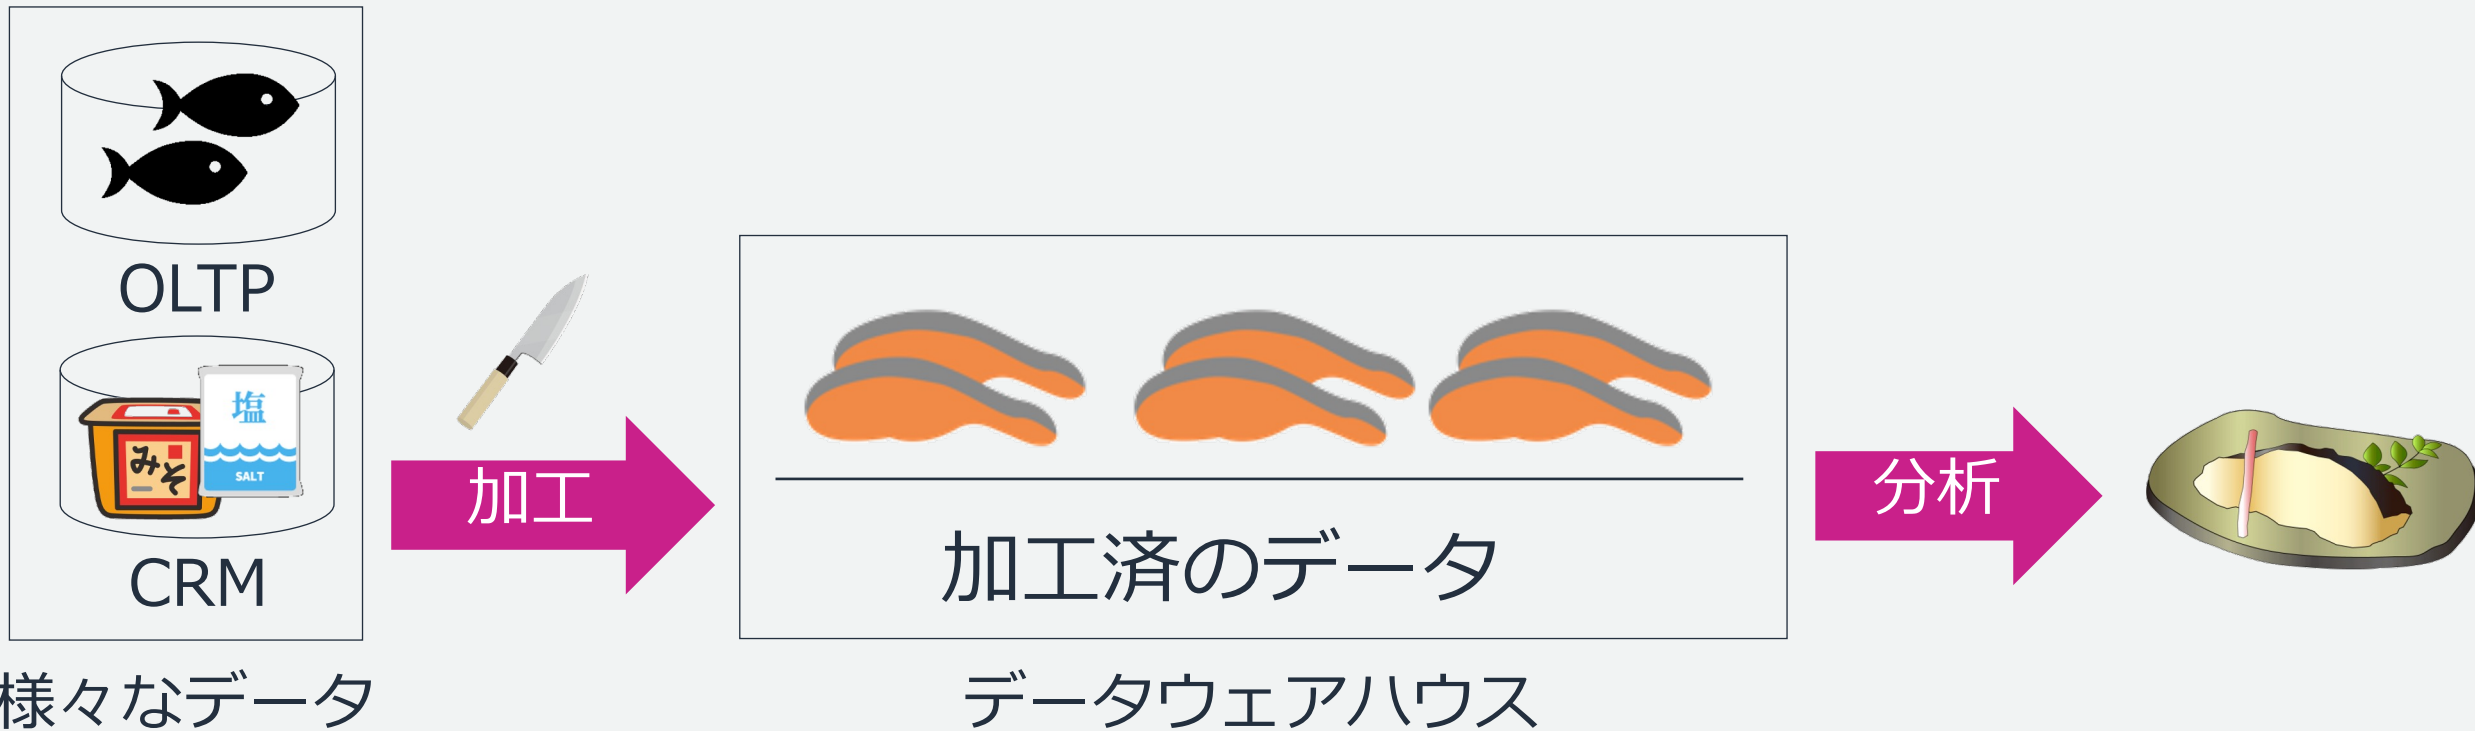 OLTP
塩
SALT
みそ
CRM
様々なデータ
加工
加工済のデータ
データウェアハウス
分析